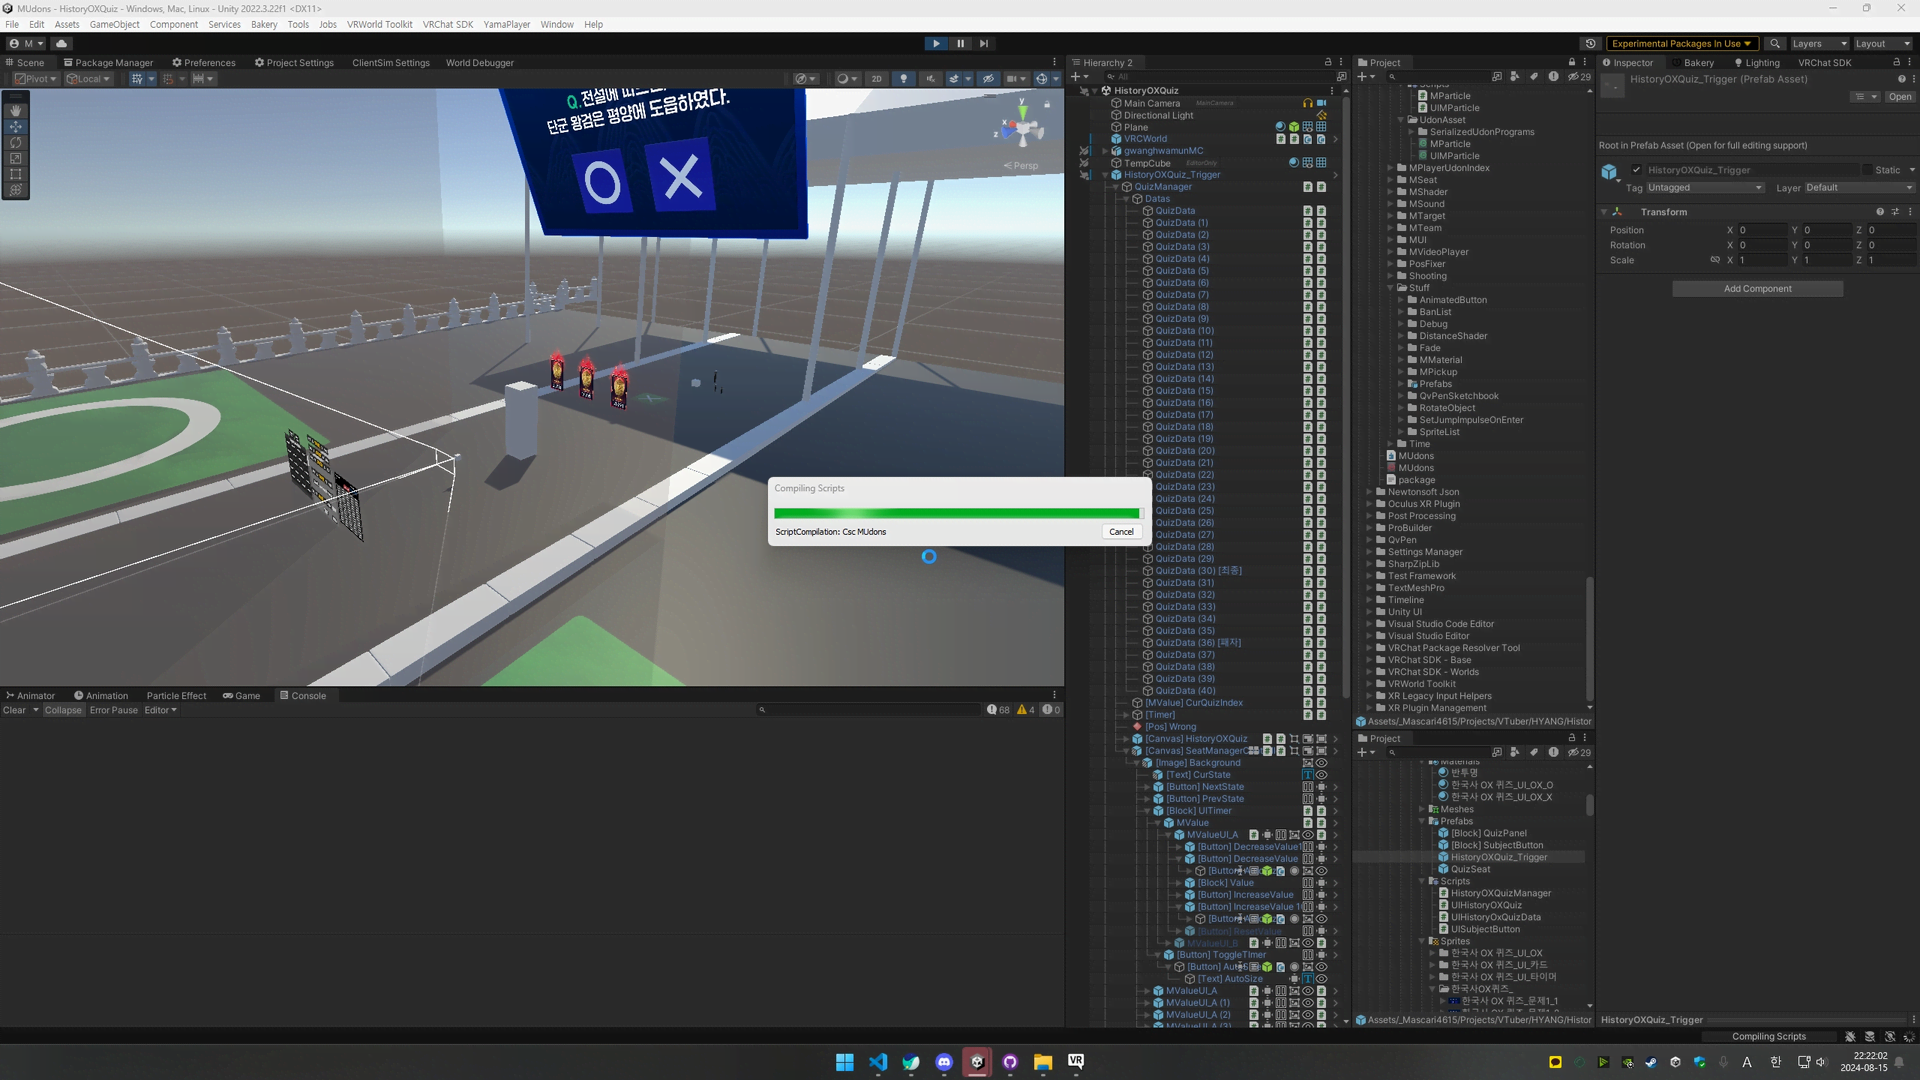 MUdons - HistoryOXQuiz - Windows, Mac, Linux - Unity 2022.3.22f1 <DX11>
File Edit Assets GameObject Component Services Bakery Tools Jobs VRWorld Toolkit VRChat SDK YamaPlayer Window Help
M
Experimental Packages In Use
Layers
Layout
Scene Package Manager Preferences Project Settings ClientSim Settings World Debugger
Pivot Local 2D
단군 왕검은 평양에 도읍하였다.
O X
y
x
z
Persp
Compiling Scripts
ScriptCompilation: Csc MUdons
Cancel
Animator Animation Particle Effect Game Console
Clear Collapse Error Pause Editor
68 4 0
Hierarchy 2
All
HistoryOXQuiz
Main Camera MainCamera
Directional Light
Plane
VRCWorld
gwanghwamunMC
TempCube EditorOnly
HistoryOXQuiz_Trigger
QuizManager
Datas
QuizData
QuizData (1)
QuizData (2)
QuizData (3)
QuizData (4)
QuizData (5)
QuizData (6)
QuizData (7)
QuizData (8)
QuizData (9)
QuizData (10)
QuizData (11)
QuizData (12)
QuizData (13)
QuizData (14)
QuizData (15)
QuizData (16)
QuizData (17)
QuizData (18)
QuizData (19)
QuizData (20)
QuizData (21)
QuizData (22)
QuizData (23)
QuizData (24)
QuizData (25)
QuizData (26)
QuizData (27)
QuizData (28)
QuizData (29)
QuizData (30) [최종]
QuizData (31)
QuizData (32)
QuizData (33)
QuizData (34)
QuizData (35)
QuizData (36) [패자]
QuizData (37)
QuizData (38)
QuizData (39)
QuizData (40)
[MValue] CurQuizIndex
[Timer]
[Pos] Wrong
[Canvas] HistoryOXQuiz
[Canvas] SeatManagerC
[Image] Background
[Text] CurState
[Button] NextState
[Button] PrevState
[Block] UITimer
MValue
MValueUI_A
[Button] DecreaseValue1
[Button] DecreaseValue
[Button]
[Block] Value
[Button] IncreaseValue
[Button] IncreaseValue 1
[Button]
[Button] ResetValue
MValueUI_B
[Button] ToggleTimer
[Button] Aut
[Text] AutoSize
MValueUI_A
MValueUI_A (1)
MValueUI_A (2)
MValueUI_A (3)
Project
29
Scripts
MParticle
UIMParticle
UdonAsset
SerializedUdonPrograms
MParticle
UIMParticle
MPlayerUdonIndex
MSeat
MShader
MSound
MTarget
MTeam
MUI
MVideoPlayer
PosFixer
Shooting
Stuff
AnimatedButton
BanList
Debug
DistanceShader
Fade
MMaterial
MPickup
Prefabs
QvPenSketchbook
RotateObject
SetJumpImpulseOnEnter
SpriteList
Time
MUdons
MUdons
package
Newtonsoft Json
Oculus XR Plugin
Post Processing
ProBuilder
QvPen
Settings Manager
SharpZipLib
Test Framework
TextMeshPro
Timeline
Unity UI
Visual Studio Code Editor
Visual Studio Editor
VRChat Package Resolver Tool
VRChat SDK - Base
VRChat SDK - Worlds
VRWorld Toolkit
XR Legacy Input Helpers
XR Plugin Management
Assets/_Mascari4615/Projects/VTuber/HYANG/Histor
Project
29
Materials
반투명
한국사 OX 퀴즈_UI_OX_O
한국사 OX 퀴즈_UI_OX_X
Meshes
Prefabs
[Block] QuizPanel
[Block] SubjectButton
HistoryOXQuiz_Trigger
QuizSeat
Scripts
HistoryOXQuizManager
UIHistoryOXQuiz
UIHistoryOxQuizData
UISubjectButton
Sprites
한국사 OX 퀴즈_UI_OX
한국사 OX 퀴즈_UI_카드
한국사 OX 퀴즈_UI_타이머
한국사OX퀴즈_
한국사 OX 퀴즈_문제1_1
Assets/_Mascari4615/Projects/VTuber/HYANG/Histor
Inspector Bakery Lighting VRChat SDK
HistoryOXQuiz_Trigger (Prefab Asset)
Open
Root in Prefab Asset (Open for full editing support)
HistoryOXQuiz_Trigger Static
Tag Untagged Layer Default
Transform
Position X 0 Y 0 Z 0
Rotation X 0 Y 0 Z 0
Scale X 1 Y 1 Z 1
Add Component
HistoryOXQuiz_Trigger
Compiling Scripts
VR
A 한
22:22:02
2024-08-15